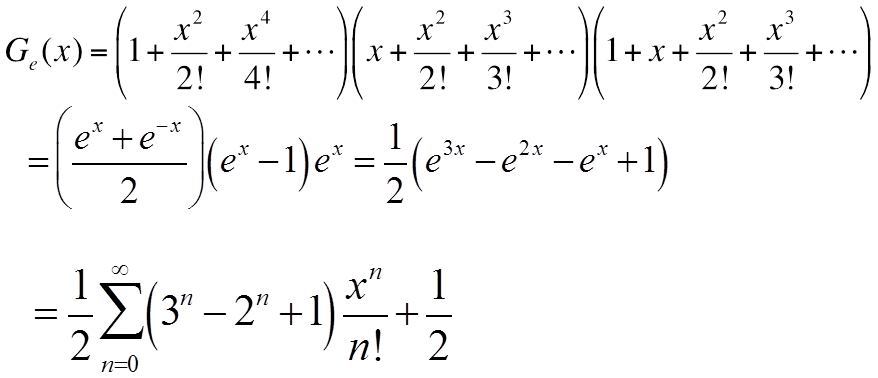 G_e(x) = (1 + x^2/2! + x^4/4! + ⋯)(x + x^2/2! + x^3/3! + ⋯)(1 + x + x^2/2! + x^3/3! + ⋯)
= ((e^x + e^{-x})/2)(e^x − 1)e^x = 1/2(e^{3x} − e^{2x} − e^x + 1)
= 1/2 ∑_{n=0}^{∞}(3^n − 2^n + 1) x^n/n! + 1/2